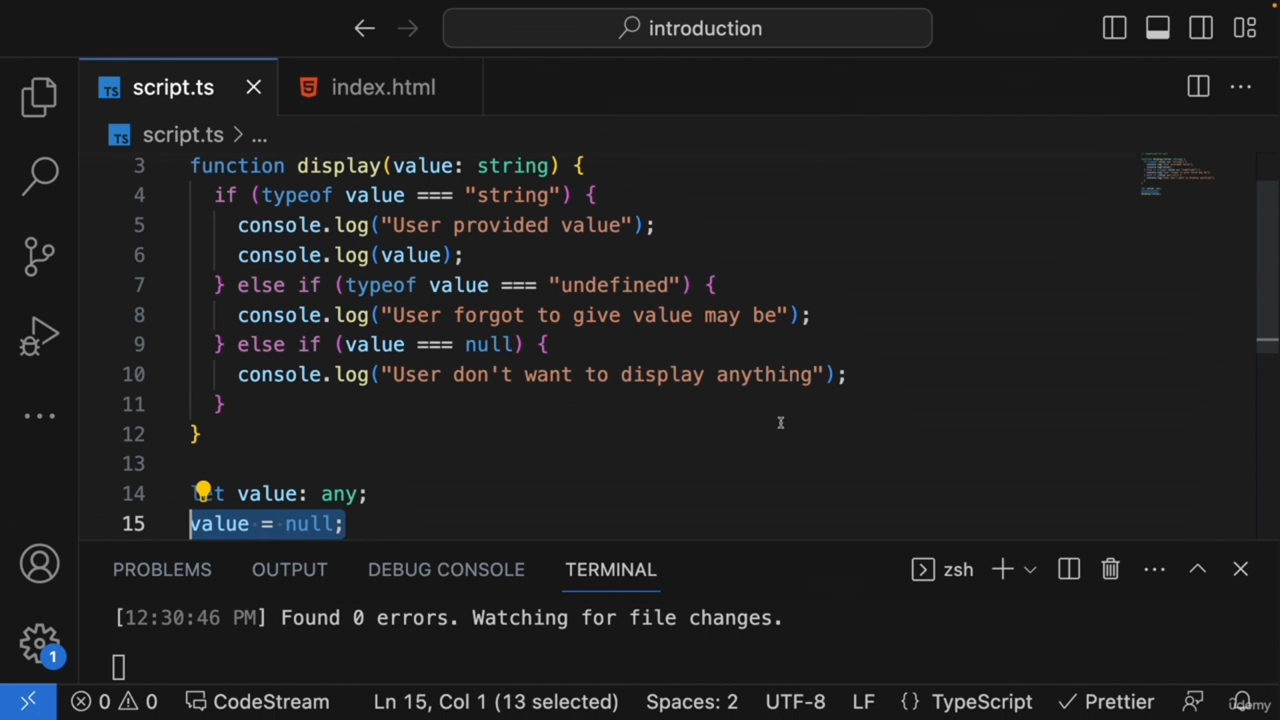 introduction
script.ts
index.html
script.ts > ...
3 function display(value: string) {
4 if (typeof value === "string") {
5 console.log("User provided value");
6 console.log(value);
7 } else if (typeof value === "undefined") {
8 console.log("User forgot to give value may be");
9 } else if (value === null) {
10 console.log("User don't want to display anything");
11 }
12 }
13
14 let value: any;
15 value = null;
PROBLEMS OUTPUT DEBUG CONSOLE TERMINAL zsh
[12:30:46 PM] Found 0 errors. Watching for file changes.
1
0 0 CodeStream Ln 15, Col 1 (13 selected) Spaces: 2 UTF-8 LF {} TypeScript Prettier
udemy